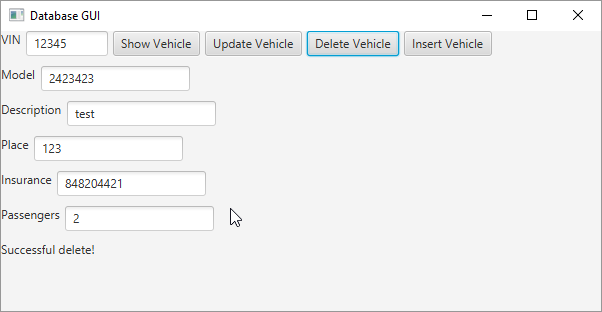 Database GUI
VIN 12345 Show Vehicle Update Vehicle Delete Vehicle Insert Vehicle
Model 2423423
Description test
Place 123
Insurance 848204421
Passengers 2
Successful delete!